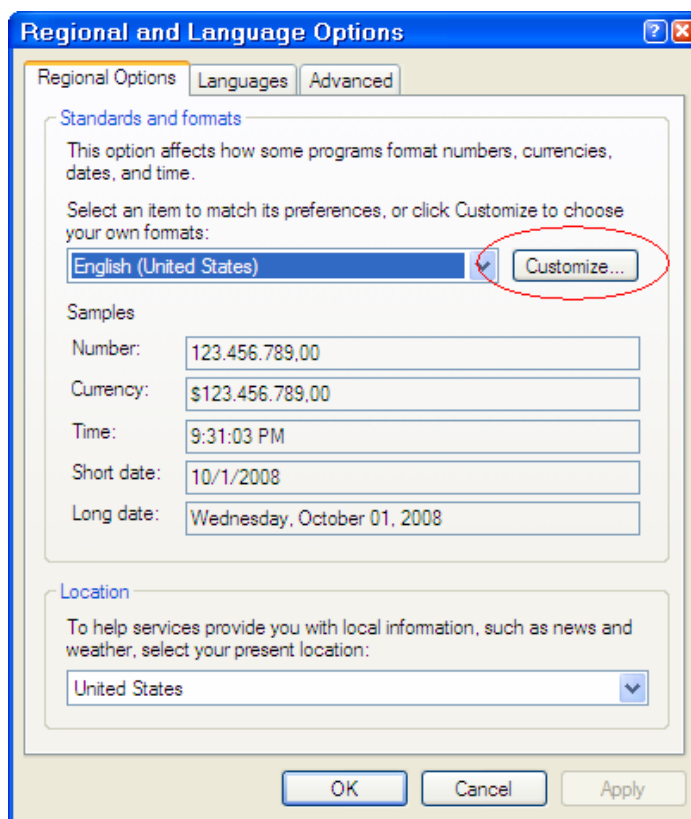 Regional and Language Options
Regional Options
Languages
Advanced
Standards and formats
This option affects how some programs format numbers, currencies,
dates, and time.
Select an item to match its preferences, or click Customize to choose
your own formats:
English (United States)
Customize...
Samples
Number:
123.456.789,00
Currency:
$123.456.789,00
Time:
9:31:03 PM
Short date:
10/1/2008
Long date:
Wednesday, October 01, 2008
Location
To help services provide you with local information, such as news and
weather, select your present location:
United States
OK
Cancel
Apply